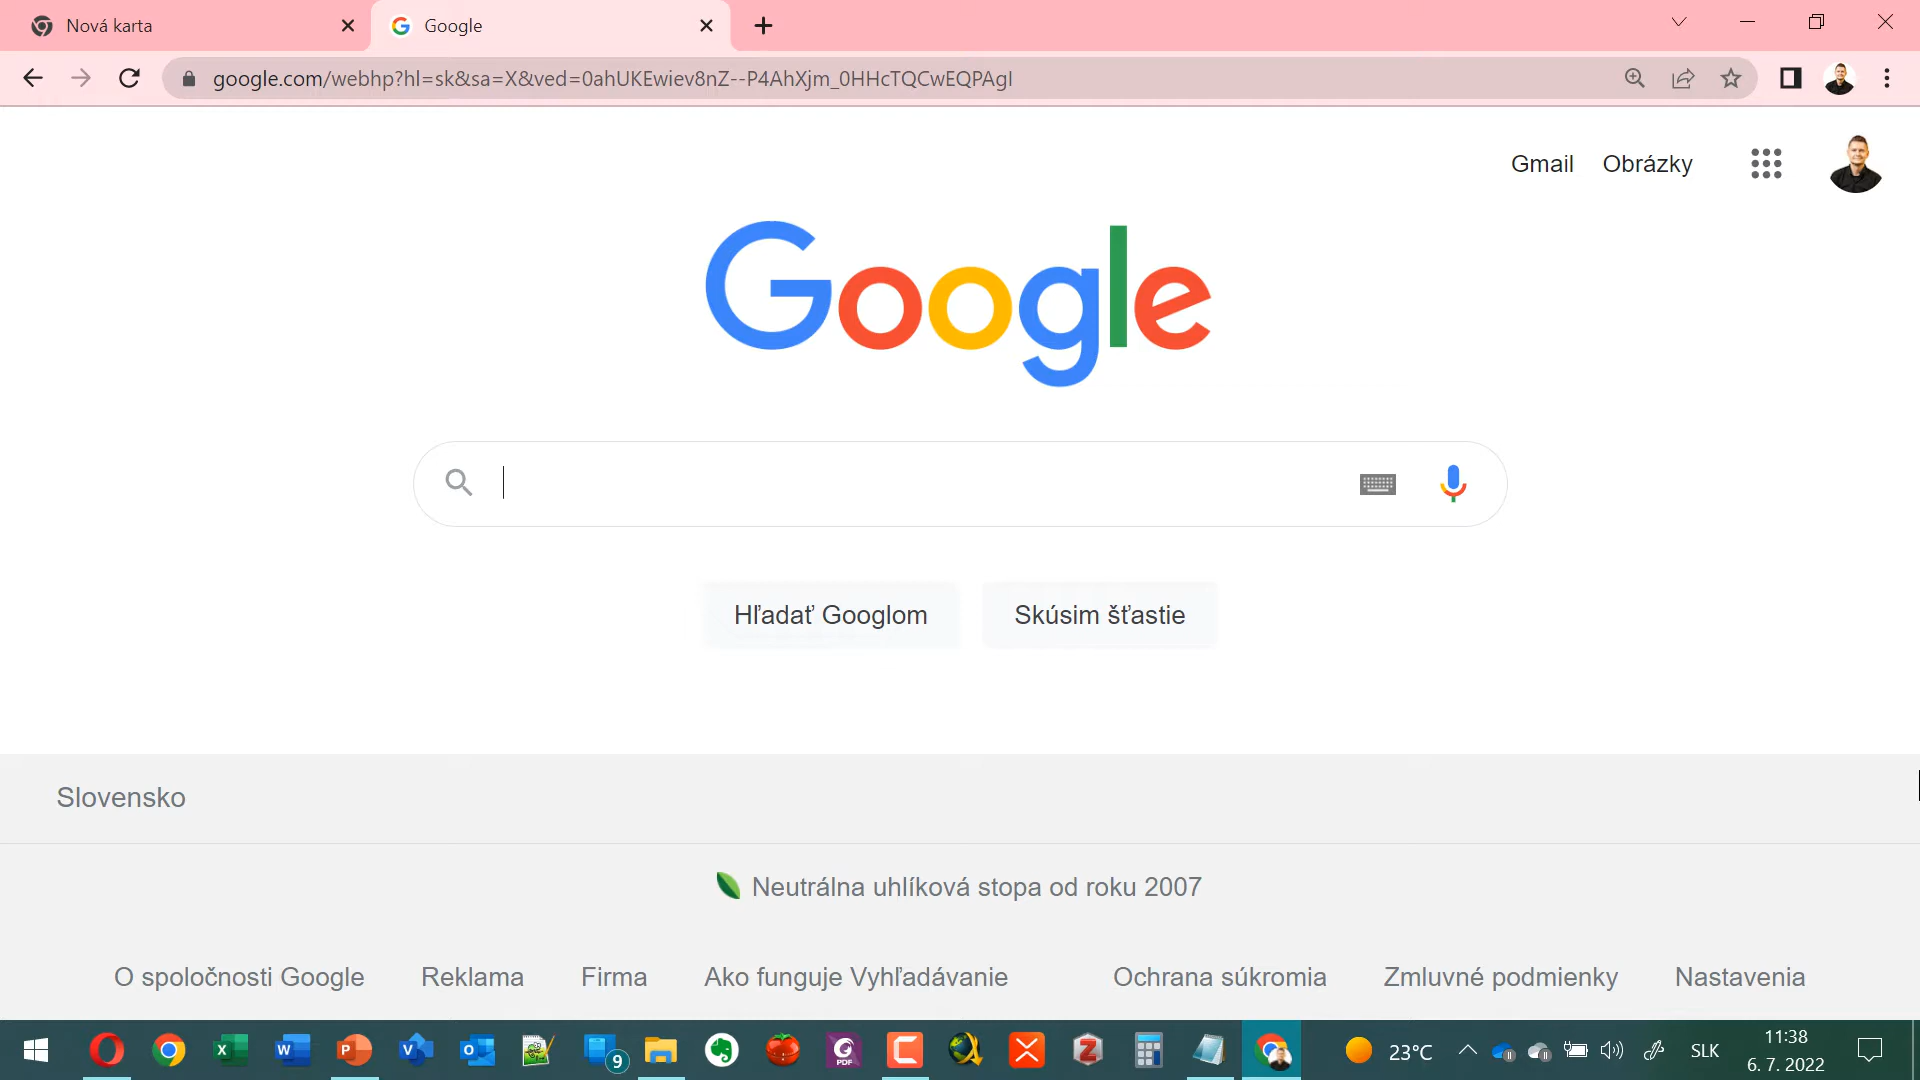 Nová karta
Google
google.com/webhp?hl=sk&sa=X&ved=0ahUKEwiev8nZ--P4AhXjm_0HHcTQCwEQPAgI
Gmail Obrázky
Google
Hľadať Googlom Skúsim šťastie
Slovensko
Neutrálna uhlíková stopa od roku 2007
O spoločnosti Google Reklama Firma Ako funguje Vyhľadávanie Ochrana súkromia Zmluvné podmienky Nastavenia
9
PDF
23°C
SLK
11:38
6. 7. 2022